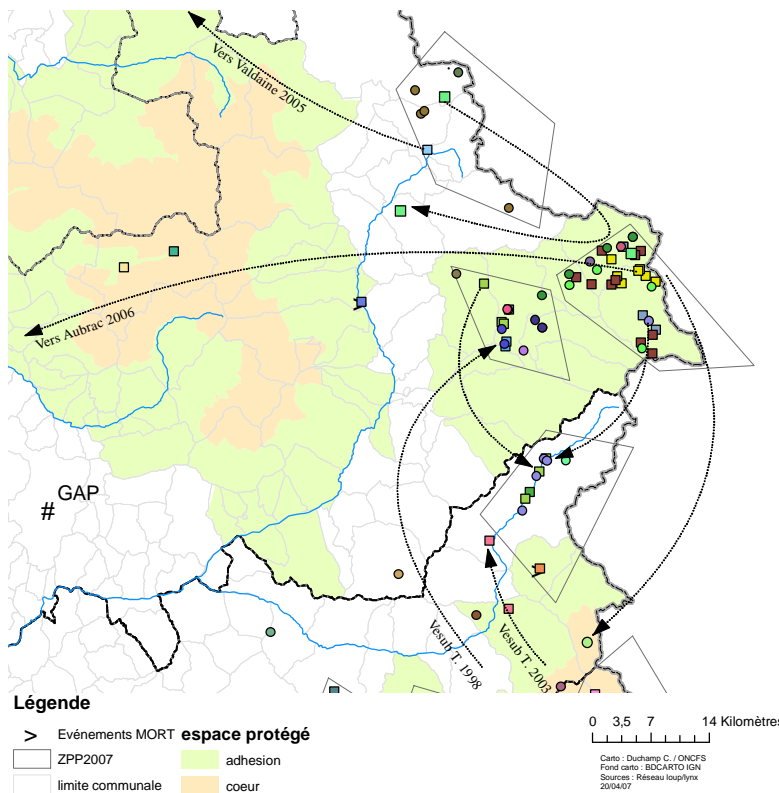 Vers Valdaine 2005
Vers Aubrac 2006
# GAP
Vesub T. 1998
Vesub T. 2003
Légende
> Evénements MORT
ZPP2007
limite communale
espace protégé
adhesion
coeur
0 3,5 7 14 Kilomètres
Carto : Duchamp C. / ONCFS
Fond carto : BDCARTO IGN
Sources : Réseau loup/lynx
20/04/07